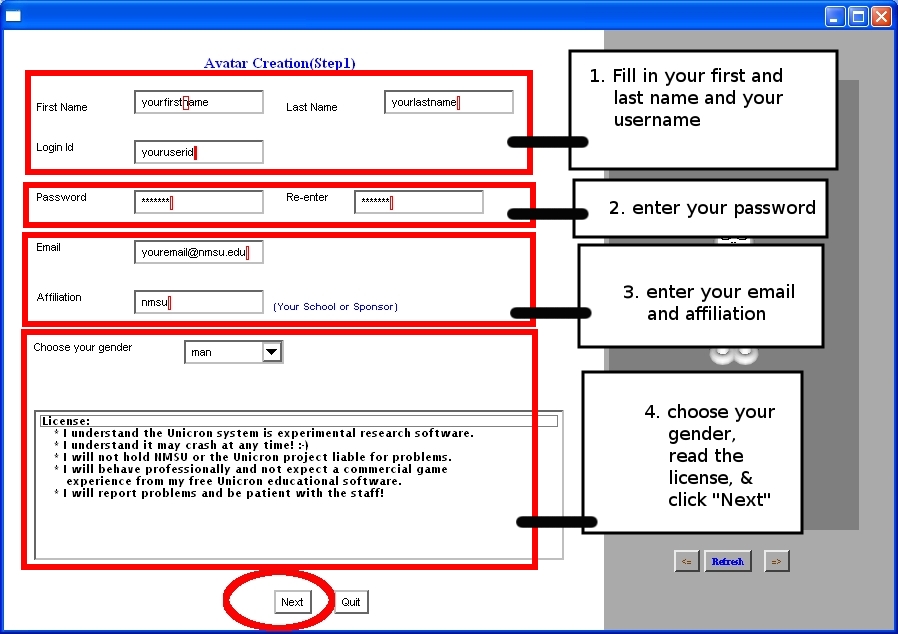 Avatar Creation(Step1)
First Name yourfirstname Last Name yourlastname
Login Id youruserid
Password ******* Re-enter *******
Email youremail@nmsu.edu
Affiliation nmsu (Your School or Sponsor)
Choose your gender man
License:
* I understand the Unicron system is experimental research software.
* I understand it may crash at any time! :-)
* I will not hold NMSU or the Unicron project liable for problems.
* I will behave professionally and not expect a commercial game
experience from my free Unicron educational software.
* I will report problems and be patient with the staff!
Next Quit
1. Fill in your first and
last name and your
username
2. enter your password
3. enter your email
and affiliation
4. choose your
gender,
read the
license, &
click "Next"
<= Refresh =>